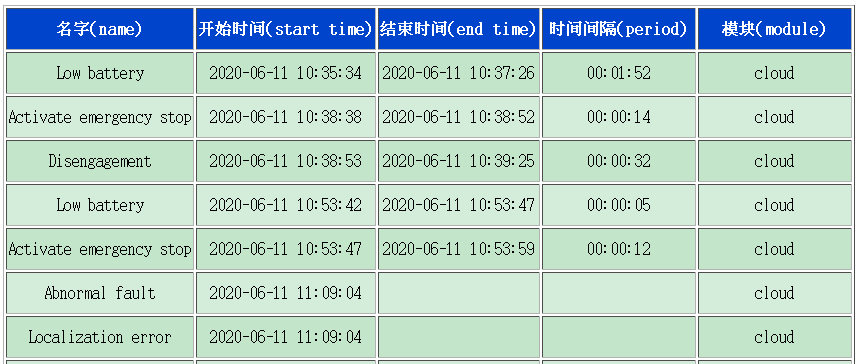 名字(name) 开始时间(start time) 结束时间(end time) 时间间隔(period) 模块(module)
Low battery 2020-06-11 10:35:34 2020-06-11 10:37:26 00:01:52 cloud
Activate emergency stop 2020-06-11 10:38:38 2020-06-11 10:38:52 00:00:14 cloud
Disengagement 2020-06-11 10:38:53 2020-06-11 10:39:25 00:00:32 cloud
Low battery 2020-06-11 10:53:42 2020-06-11 10:53:47 00:00:05 cloud
Activate emergency stop 2020-06-11 10:53:47 2020-06-11 10:53:59 00:00:12 cloud
Abnormal fault 2020-06-11 11:09:04 cloud
Localization error 2020-06-11 11:09:04 cloud